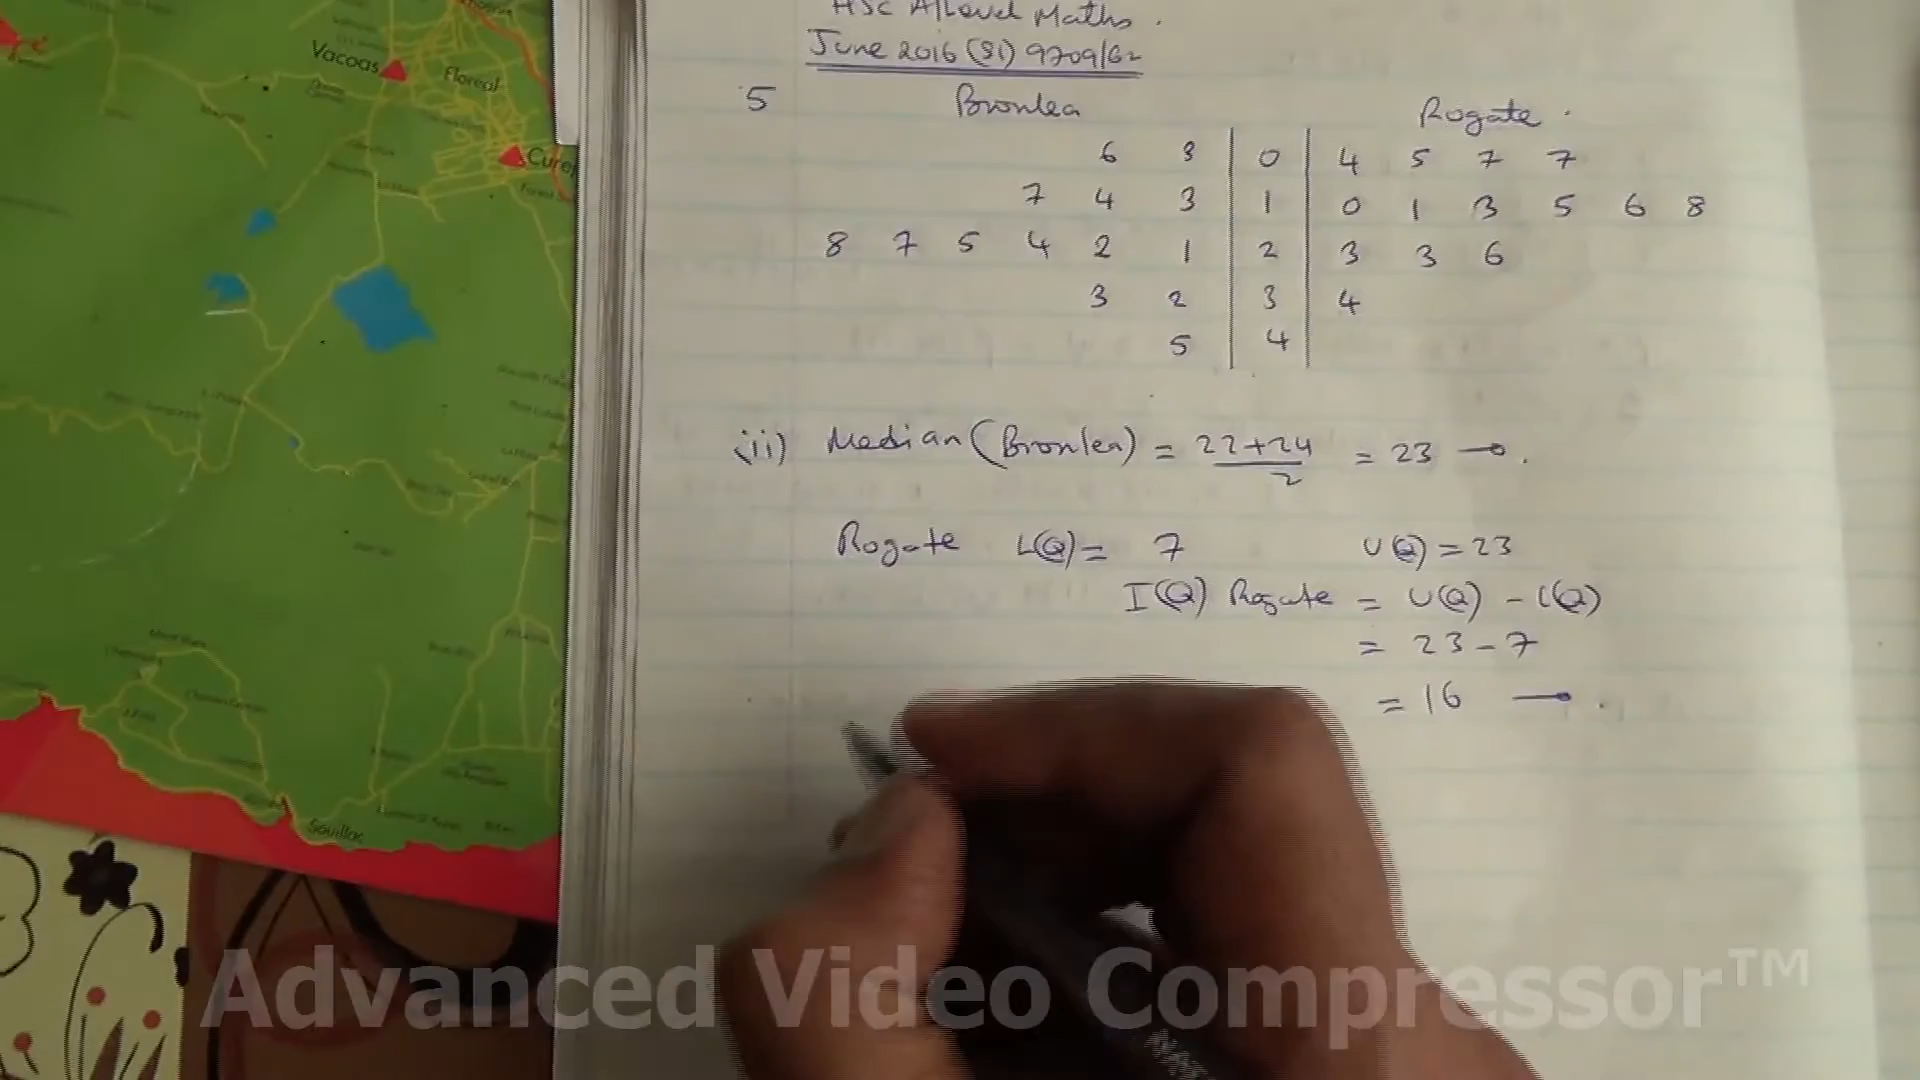 HSC A/Level Maths.
June 2016 (S1) 9709/62
5 Bronlea Rogate.
6 3 | 0 | 4 5 7 7
7 4 3 | 1 | 0 1 3 5 6 8
8 7 5 4 2 1 | 2 | 3 3 6
3 2 | 3 | 4
5 | 4 |
(ii) Median (Bronlea) = 22+24 / 2 = 23
Rogate L(Q) = 7 U(Q) = 23
I(Q) Rogate = U(Q) - L(Q)
= 23 - 7
= 16
Vacoas
Floreal
Curep
Souillac
Advanced Video Compressor™